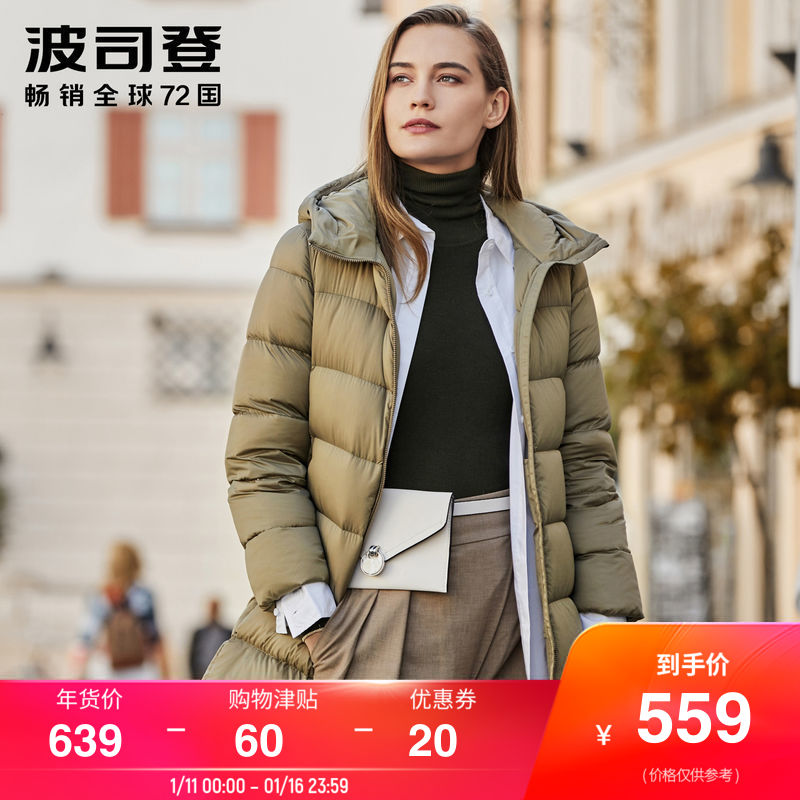 波司登
畅销全球72国
到手价
年货价 购物津贴 优惠券
639 - 60 - 20
¥ 559
1/11 00:00 - 01/16 23:59
(价格仅供参考)